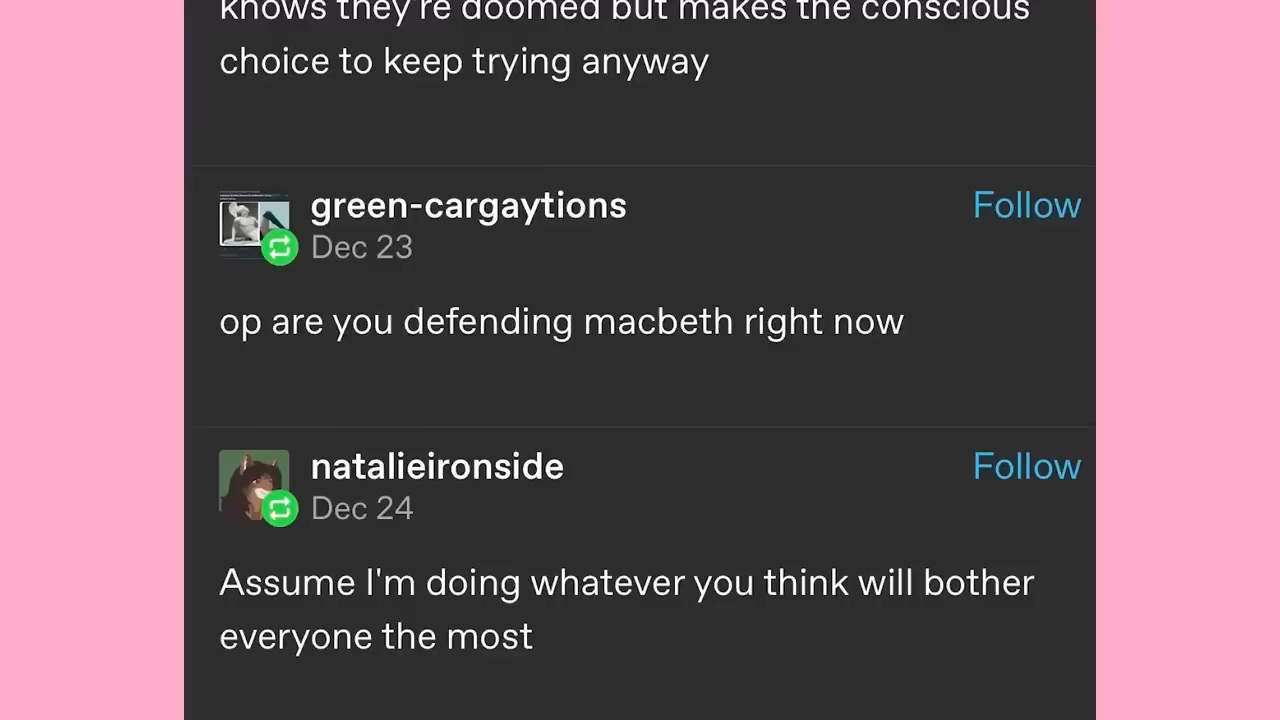 knows they're doomed but makes the conscious
choice to keep trying anyway
green-cargaytions
Follow
Dec 23
op are you defending macbeth right now
natalieironside
Follow
Dec 24
Assume I'm doing whatever you think will bother
everyone the most